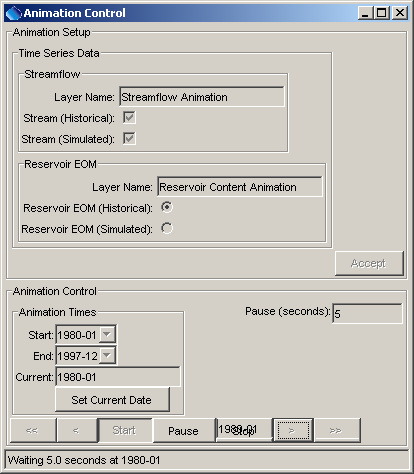 Animation Control
Animation Setup
Time Series Data
Streamflow
Layer Name: Streamflow Animation
Stream (Historical):
Stream (Simulated):
Reservoir EOM
Layer Name: Reservoir Content Animation
Reservoir EOM (Historical):
Reservoir EOM (Simulated):
Accept
Animation Control
Animation Times
Pause (seconds): 5
Start: 1980-01
End: 1997-12
Current: 1980-01
Set Current Date
<< < Start Pause Stop > >>
Waiting 5.0 seconds at 1980-01